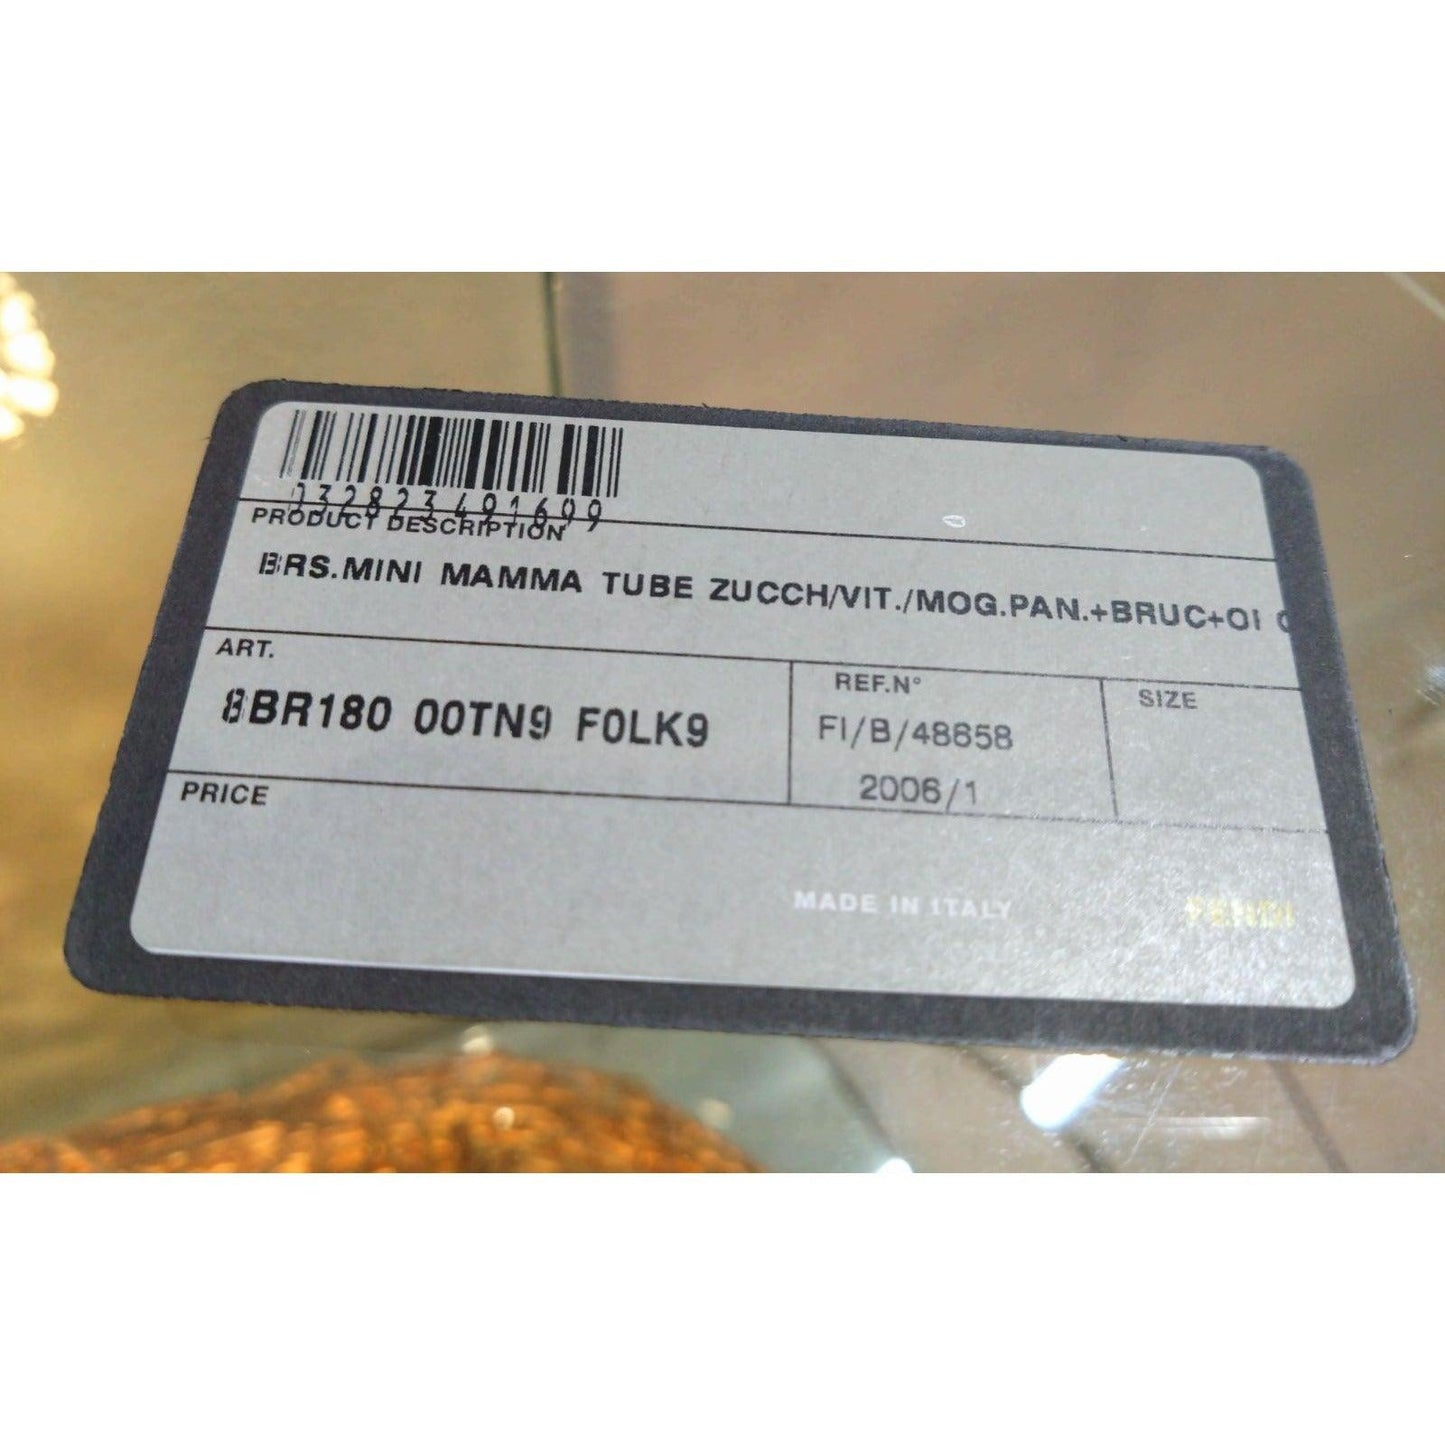 132823491699
PRODUCT DESCRIPTION
BRS.MINI MAMMA TUBE ZUCCH/VIT./MOG.PAN.+BRUC+OI
ART.
8BR180 00TN9 F0LK9
REF.N°
FI/B/48658
2006/1
SIZE
PRICE
MADE IN ITALY
FENDI